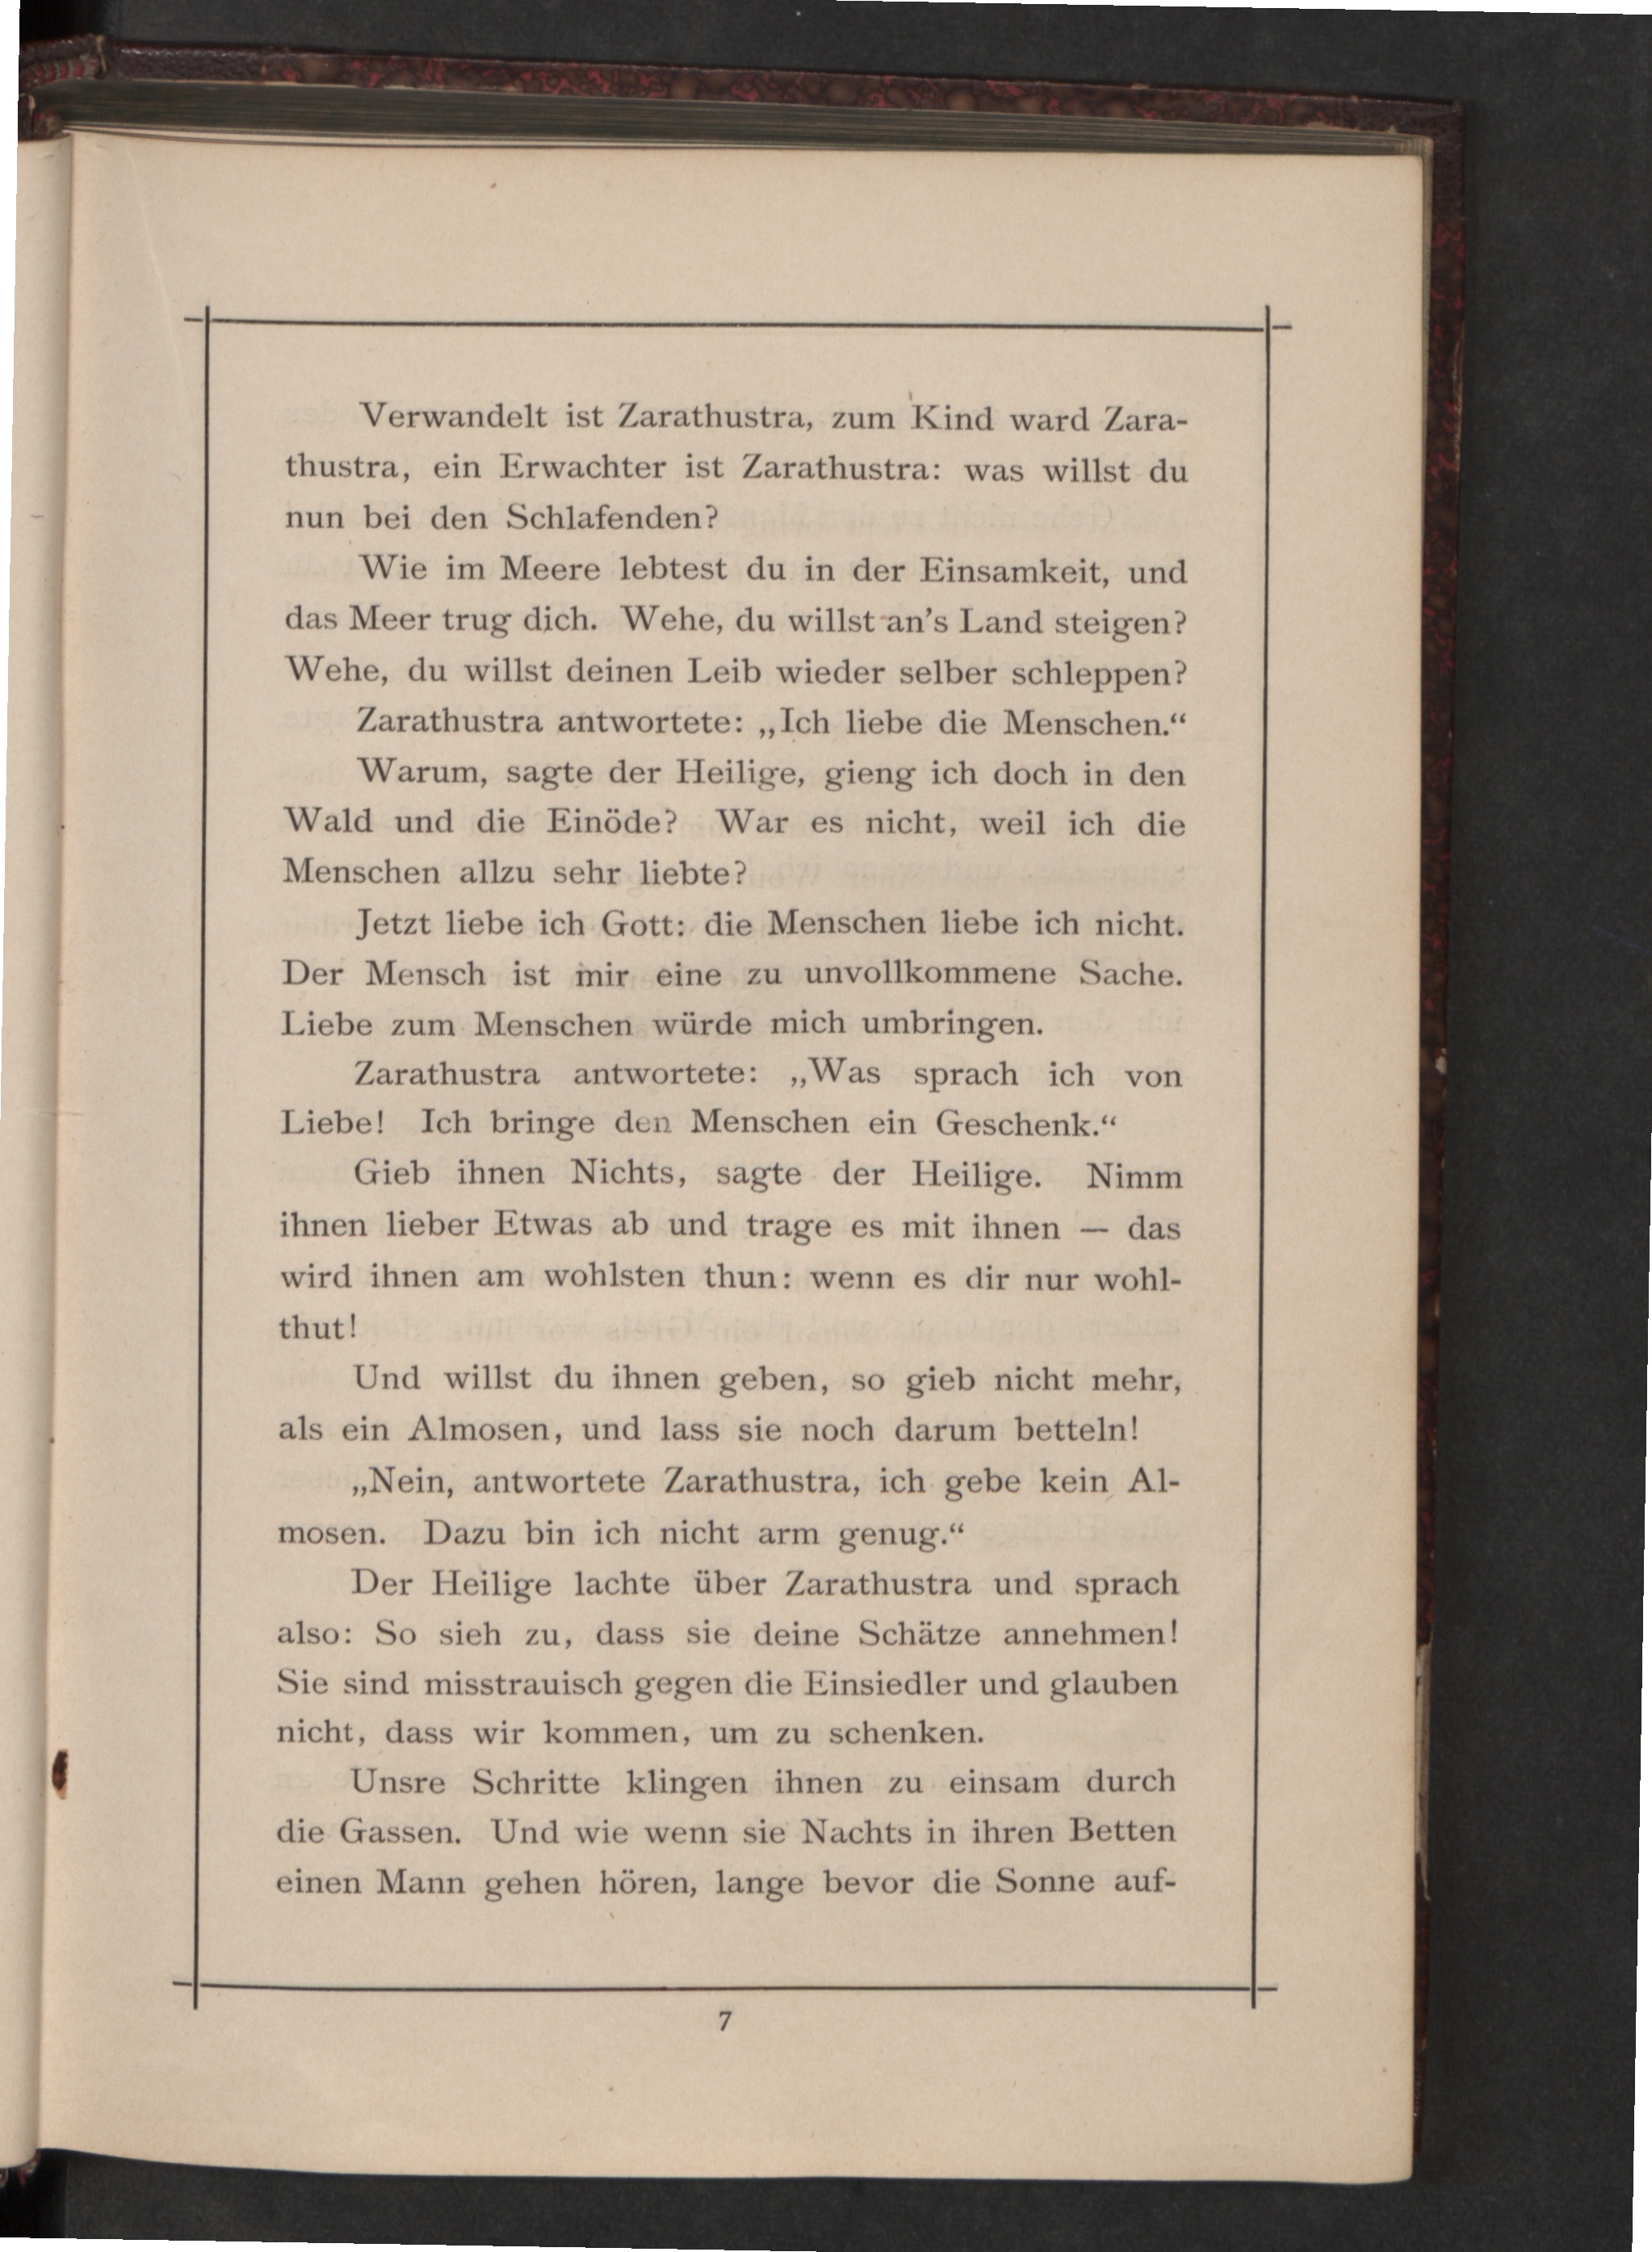 Verwandelt ist Zarathustra, zum Kind ward Zara-
thustra, ein Erwachter ist Zarathustra: was willst du
nun bei den Schlafenden?
Wie im Meere lebtest du in der Einsamkeit, und
das Meer trug dich. Wehe, du willst an's Land steigen?
Wehe, du willst deinen Leib wieder selber schleppen?
Zarathustra antwortete: „Ich liebe die Menschen.“
Warum, sagte der Heilige, gieng ich doch in den
Wald und die Einöde? War es nicht, weil ich die
Menschen allzu sehr liebte?
Jetzt liebe ich Gott: die Menschen liebe ich nicht.
Der Mensch ist mir eine zu unvollkommene Sache.
Liebe zum Menschen würde mich umbringen.
Zarathustra antwortete: „Was sprach ich von
Liebe! Ich bringe den Menschen ein Geschenk.“
Gieb ihnen Nichts, sagte der Heilige. Nimm
ihnen lieber Etwas ab und trage es mit ihnen — das
wird ihnen am wohlsten thun: wenn es dir nur wohl-
thut!
Und willst du ihnen geben, so gieb nicht mehr,
als ein Almosen, und lass sie noch darum betteln!
„Nein, antwortete Zarathustra, ich gebe kein Al-
mosen. Dazu bin ich nicht arm genug.“
Der Heilige lachte über Zarathustra und sprach
also: So sieh zu, dass sie deine Schätze annehmen!
Sie sind misstrauisch gegen die Einsiedler und glauben
nicht, dass wir kommen, um zu schenken.
Unsre Schritte klingen ihnen zu einsam durch
die Gassen. Und wie wenn sie Nachts in ihren Betten
einen Mann gehen hören, lange bevor die Sonne auf-
7